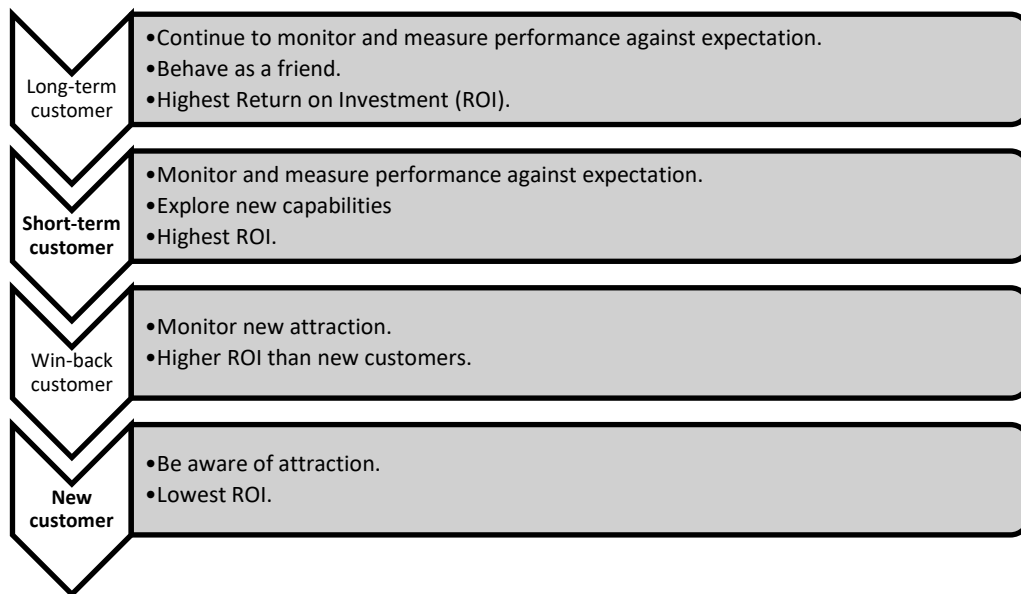 Long-term
customer
•Continue to monitor and measure performance against expectation.
•Behave as a friend.
•Highest Return on Investment (ROI).
Short-term
customer
•Monitor and measure performance against expectation.
•Explore new capabilities
•Highest ROI.
Win-back
customer
•Monitor new attraction.
•Higher ROI than new customers.
New
customer
•Be aware of attraction.
•Lowest ROI.